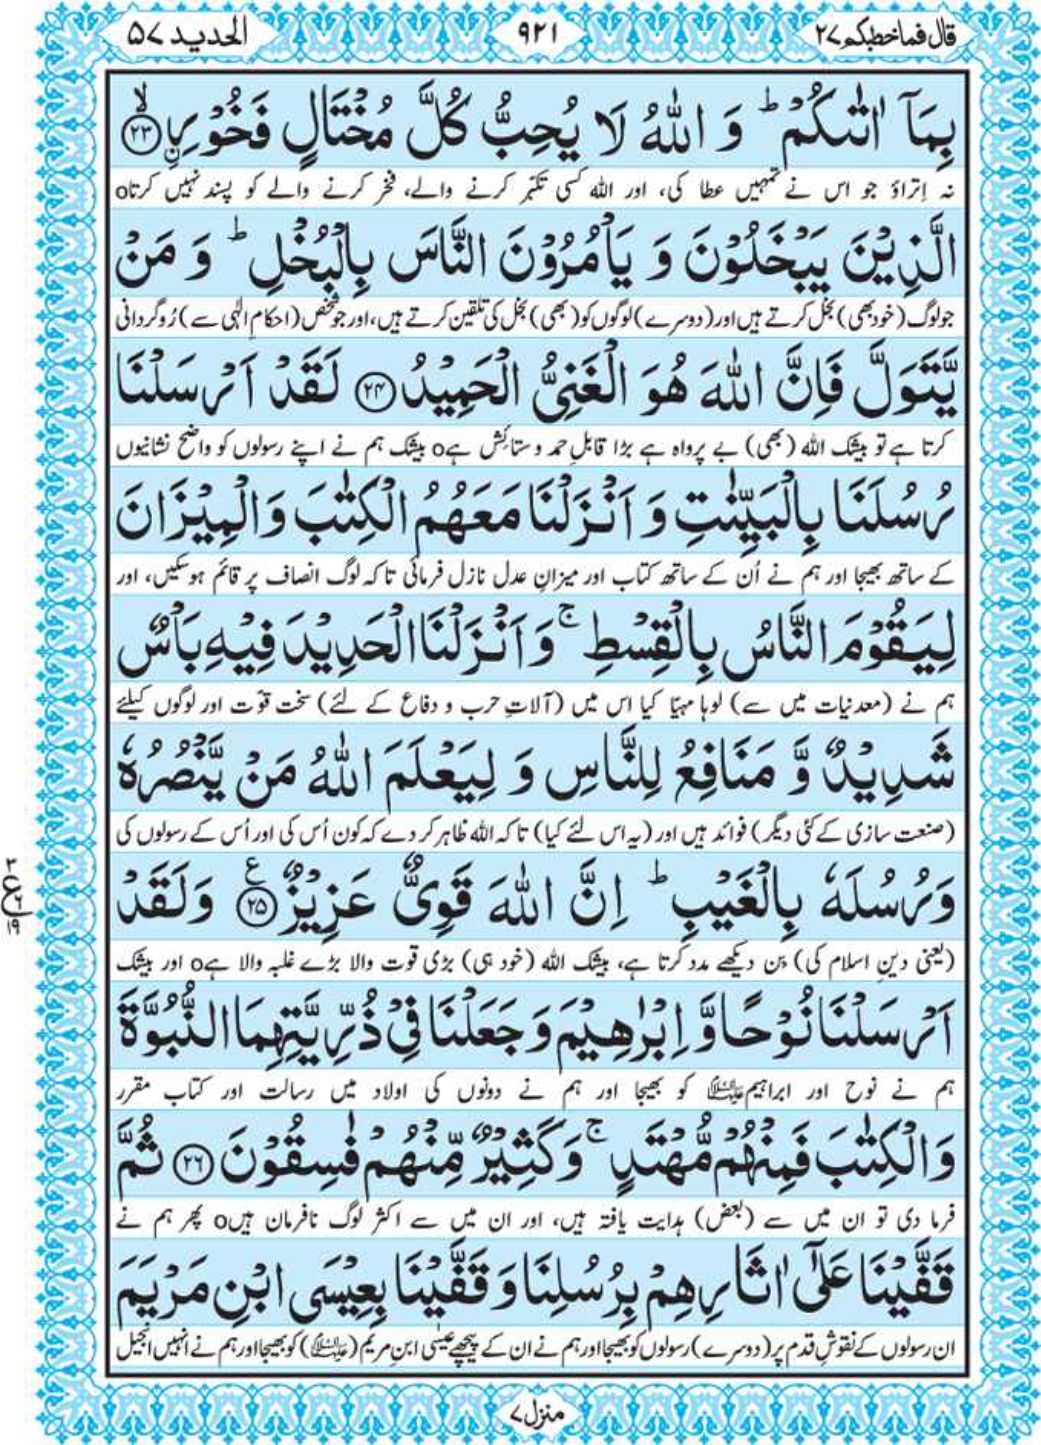 قال فما خطبكم ٢٧
٩٢١
الحدید ٥٧
بِمَآ اٰتٰىكُمْ ؕ وَ اللّٰهُ لَا یُحِبُّ كُلَّ مُخْتَالٍ فَخُوْرِ ﹰۙ ﴿۲۳﴾
نہ اِتراؤ جو اس نے تمہیں عطا کی، اور اللہ کسی تکبّر کرنے والے، فخر کرنے والے کو پسند نہیں کرتاo
الَّذِیْنَ یَبْخَلُوْنَ وَ یَاْمُرُوْنَ النَّاسَ بِالْبُخْلِ ؕ وَ مَنْ
جو لوگ (خود بھی) بخل کرتے ہیں اور (دوسرے) لوگوں کو (بھی) بخل کی تلقین کرتے ہیں، اور جو شخص (احکامِ الٰہی سے) رُوگردانی
یَّتَوَلَّ فَاِنَّ اللّٰهَ هُوَ الْغَنِیُّ الْحَمِیْدُ ﴿۲۴﴾ لَقَدْ اَرْسَلْنَا
کرتا ہے تو بیشک اللہ (بھی) بے پرواہ ہے بڑا قابلِ حمد و ستائش ہےo بیشک ہم نے اپنے رسولوں کو واضح نشانیوں
رُسُلَنَا بِالْبَیِّنٰتِ وَ اَنْزَلْنَا مَعَهُمُ الْكِتٰبَ وَ الْمِیْزَانَ
کے ساتھ بھیجا اور ہم نے اُن کے ساتھ کتاب اور میزانِ عدل نازل فرمائی تاکہ لوگ انصاف پر قائم ہو سکیں، اور
لِیَقُوْمَ النَّاسُ بِالْقِسْطِ ۚ وَ اَنْزَلْنَا الْحَدِیْدَ فِیْهِ بَاْسٌ
ہم نے (معدنیات میں سے) لوہا مہیّا کیا اس میں (آلاتِ حرب و دفاع کے لئے) سخت قوّت اور لوگوں کیلئے
شَدِیْدٌ وَّ مَنَافِعُ لِلنَّاسِ وَ لِیَعْلَمَ اللّٰهُ مَنْ یَّنْصُرُهٗ
(صنعت سازی کے کئی دیگر) فوائد ہیں اور (یہ اس لئے کیا) تاکہ اللہ ظاہر کر دے کہ کون اُس کی اور اُس کے رسولوں کی
وَ رُسُلَهٗ بِالْغَیْبِ ؕ اِنَّ اللّٰهَ قَوِیٌّ عَزِیْزٌ ﴿۲۵﴾ ع وَ لَقَدْ
(یعنی دینِ اسلام کی) بِن دیکھے مدد کرتا ہے، بیشک اللہ (خود ہی) بڑی قوت والا بڑے غلبہ والا ہےo اور بیشک
٣
ع
٢
١٩
اَرْسَلْنَا نُوْحًا وَّ اِبْرٰهِیْمَ وَ جَعَلْنَا فِیْ ذُرِّیَّتِهِمَا النُّبُوَّةَ
ہم نے نوح اور ابراہیم علیہما السلام کو بھیجا اور ہم نے دونوں کی اولاد میں رسالت اور کتاب مقرر
وَ الْكِتٰبَ فَمِنْهُمْ مُّهْتَدٍ ۚ وَ كَثِیْرٌ مِّنْهُمْ فٰسِقُوْنَ ﴿۲۶﴾ ثُمَّ
فرما دی تو ان میں سے (بعض) ہدایت یافتہ ہیں، اور ان میں سے اکثر لوگ نافرمان ہیںo پھر ہم نے
قَفَّیْنَا عَلٰۤی اٰثَارِهِمْ بِرُسُلِنَا وَ قَفَّیْنَا بِعِیْسَی ابْنِ مَرْیَمَ
ان رسولوں کے نقوشِ قدم پر (دوسرے) رسولوں کو بھیجا اور ہم نے ان کے پیچھے عیسٰی ابنِ مریم (علیہ السلام) کو بھیجا اور ہم نے انہیں انجیل
منزل ٧